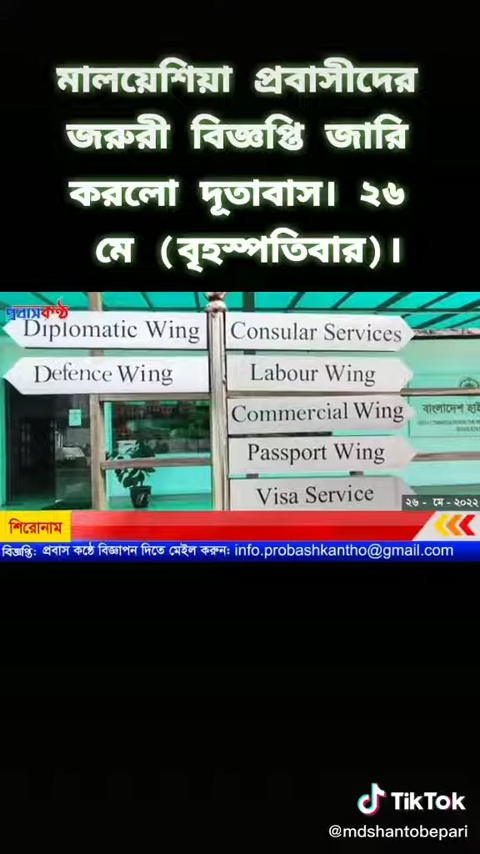 মালয়েশিয়া প্রবাসীদের
জরুরী বিজ্ঞপ্তি জারি
করলো দূতাবাস। ২৬
মে (বৃহস্পতিবার)।
প্রবাসকণ্ঠ
Diplomatic Wing
Consular Services
Defence Wing
Labour Wing
Commercial Wing
বাংলাদেশ হাই
Passport Wing
Visa Service
২৬ - মে - ২০২২
শিরোনাম
বিজ্ঞপ্তি: প্রবাস কন্ঠে বিজ্ঞাপন দিতে মেইল করুন: info.probashkantho@gmail.com
TikTok
@mdshantobepari